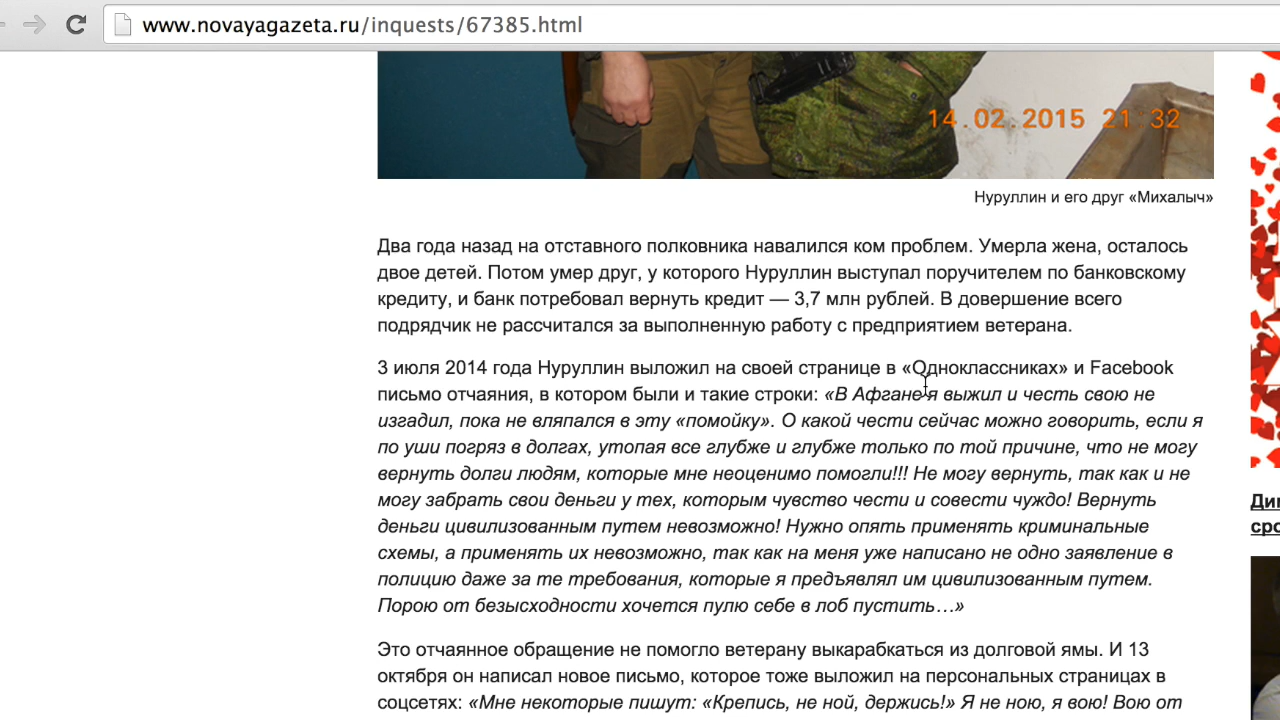 www.novayagazeta.ru/inquests/67385.html
14.02.2015 21:32
Нуруллин и его друг «Михалыч»
Два года назад на отставного полковника навалился ком проблем. Умерла жена, осталось
двое детей. Потом умер друг, у которого Нуруллин выступал поручителем по банковскому
кредиту, и банк потребовал вернуть кредит — 3,7 млн рублей. В довершение всего
подрядчик не рассчитался за выполненную работу с предприятием ветерана.
3 июля 2014 года Нуруллин выложил на своей странице в «Одноклассниках» и Facebook
письмо отчаяния, в котором были и такие строки: «В Афгане я выжил и честь свою не
изгадил, пока не вляпался в эту «помойку». О какой чести сейчас можно говорить, если я
по уши погряз в долгах, утопая все глубже и глубже только по той причине, что не могу
вернуть долги людям, которые мне неоценимо помогли!!! Не могу вернуть, так как и не
могу забрать свои деньги у тех, которым чувство чести и совести чуждо! Вернуть
деньги цивилизованным путем невозможно! Нужно опять применять криминальные
схемы, а применять их невозможно, так как на меня уже написано не одно заявление в
полицию даже за те требования, которые я предъявлял им цивилизованным путем.
Порою от безысходности хочется пулю себе в лоб пустить…»
Это отчаянное обращение не помогло ветерану выкарабкаться из долговой ямы. И 13
октября он написал новое письмо, которое тоже выложил на персональных страницах в
соцсетях: «Мне некоторые пишут: «Крепись, не ной, держись!» Я не ною, я вою! Вою от